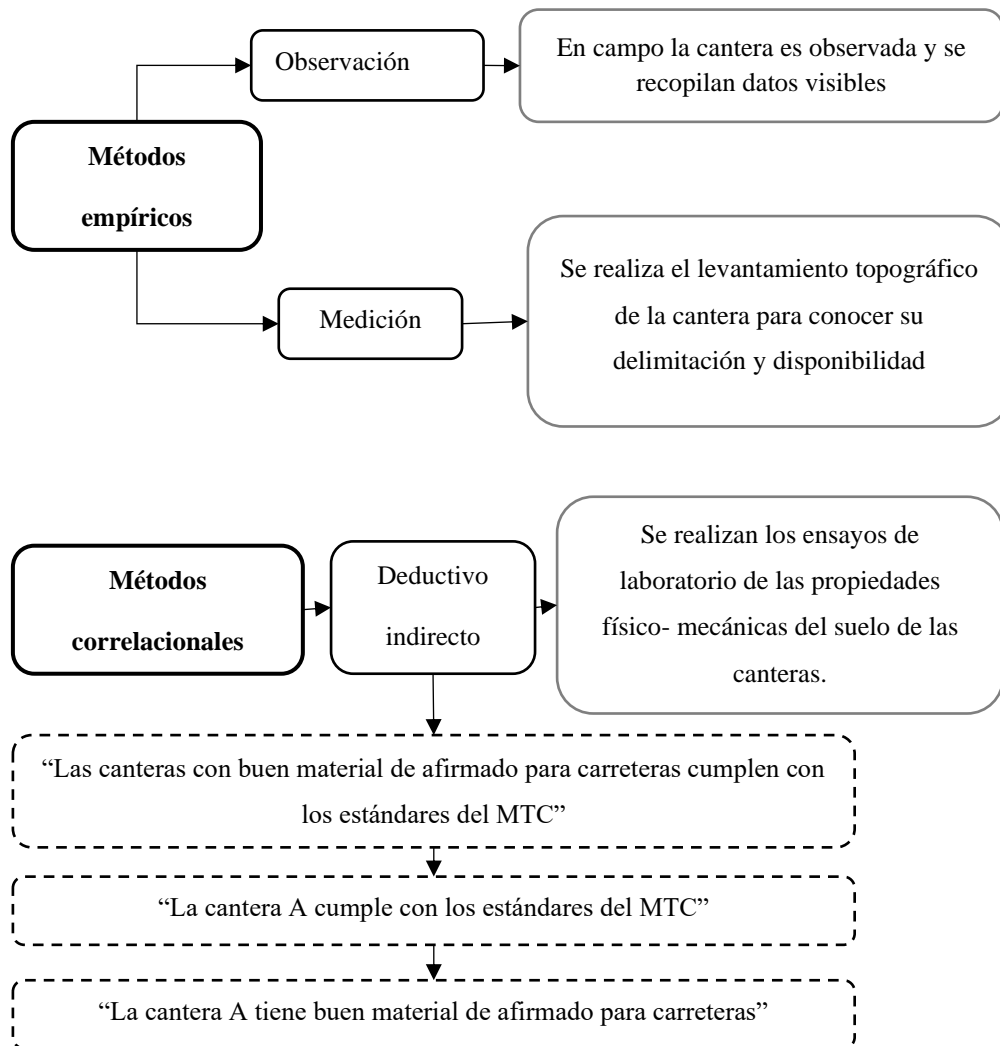 Observación
En campo la cantera es observada y se
recopilan datos visibles
Métodos
empíricos
Medición
Se realiza el levantamiento topográfico
de la cantera para conocer su
delimitación y disponibilidad
Métodos
correlacionales
Deductivo
indirecto
Se realizan los ensayos de
laboratorio de las propiedades
físico- mecánicas del suelo de las
canteras.
“Las canteras con buen material de afirmado para carreteras cumplen con
los estándares del MTC”
“La cantera A cumple con los estándares del MTC”
“La cantera A tiene buen material de afirmado para carreteras”